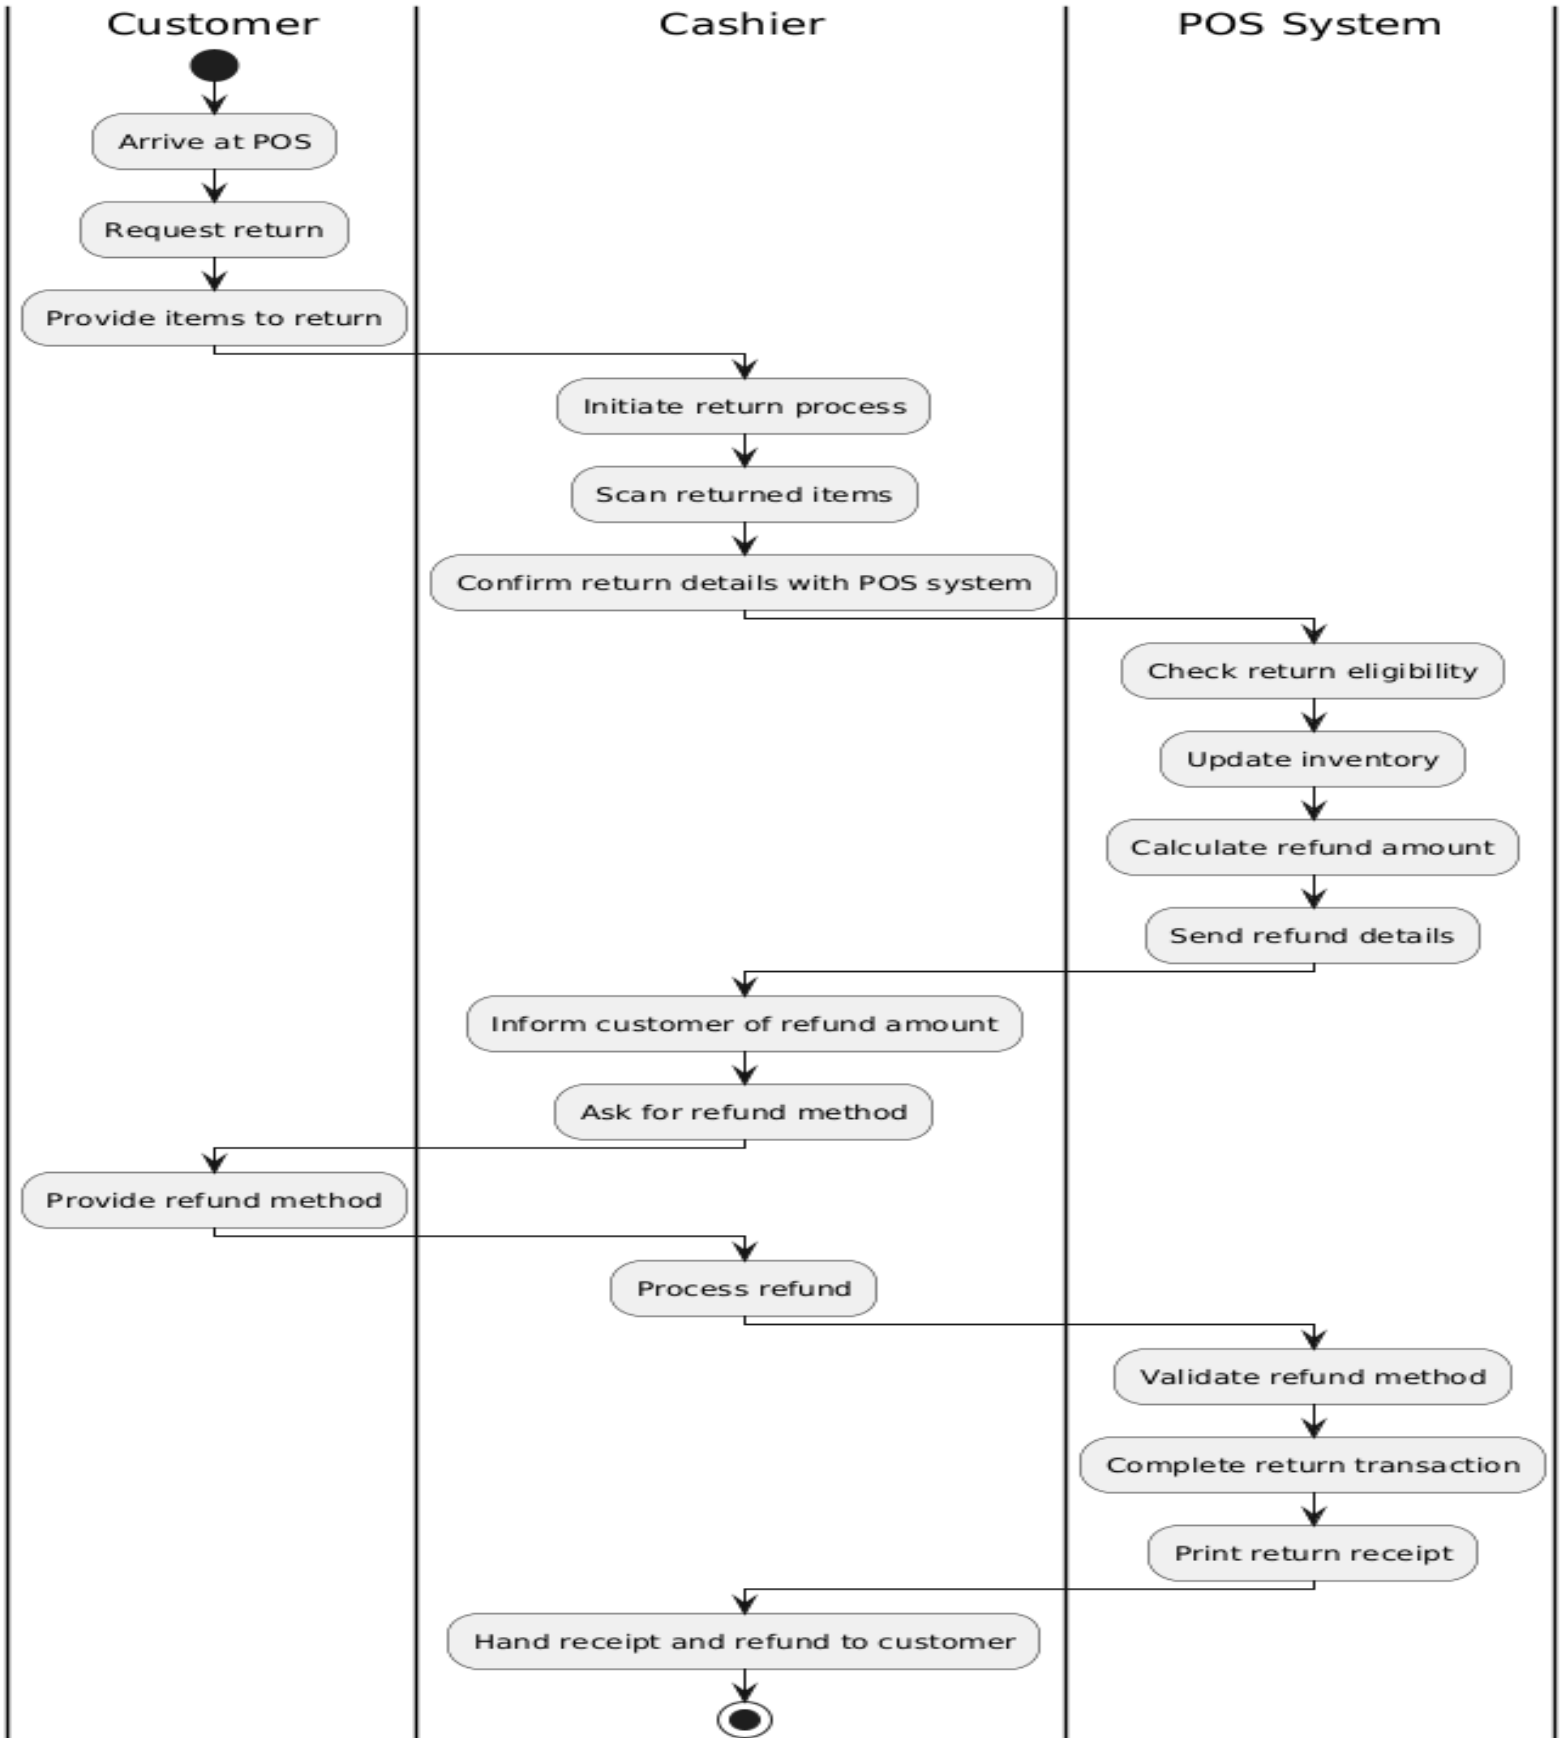 Customer
Cashier
POS System
Arrive at POS
Request return
Provide items to return
Initiate return process
Scan returned items
Confirm return details with POS system
Check return eligibility
Update inventory
Calculate refund amount
Send refund details
Inform customer of refund amount
Ask for refund method
Provide refund method
Process refund
Validate refund method
Complete return transaction
Print return receipt
Hand receipt and refund to customer